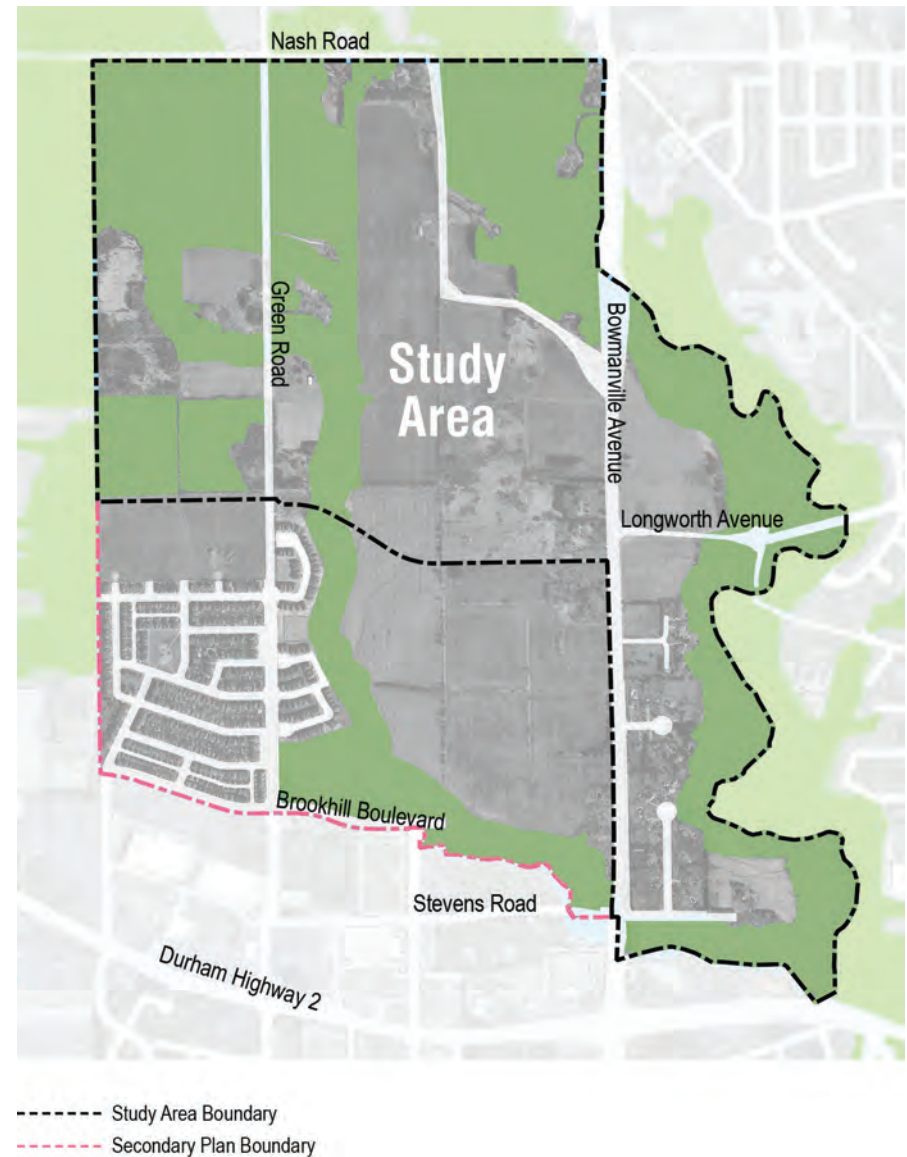 Nash Road
Green Road
Bowmanville Avenue
Study
Area
Longworth Avenue
Brookhill Boulevard
Stevens Road
Durham Highway 2
Study Area Boundary
Secondary Plan Boundary